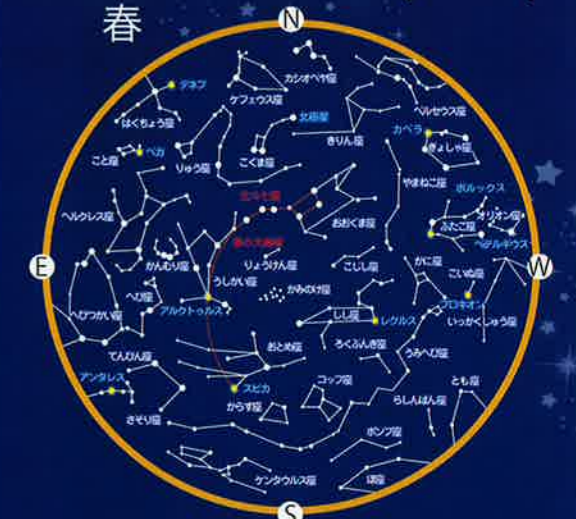 春
N
カシオペヤ座
デネブ
ケフェウス座
ペルセウス座
はくちょう座
北極星
カペラ
きりん座
ぎょしゃ座
こと座
ベガ
りゅう座
こぐま座
やまねこ座
ポルックス
ヘルクレス座
北斗七星
おおぐま座
ふたご座
オリオン座
春の大曲線
ベテルギウス
E
かんむり座
りょうけん座
こじし座
かに座
こいぬ座
W
うしかい座
へび座
かみのけ座
プロキオン
へびつかい座
アルクトゥルス
しし座
レグルス
いっかくじゅう座
てんびん座
おとめ座
ろくぶんぎ座
うみへび座
アンタレス
スピカ
コップ座
とも座
さそり座
からす座
らしんばん座
ポンプ座
ケンタウルス座
ほ座
S